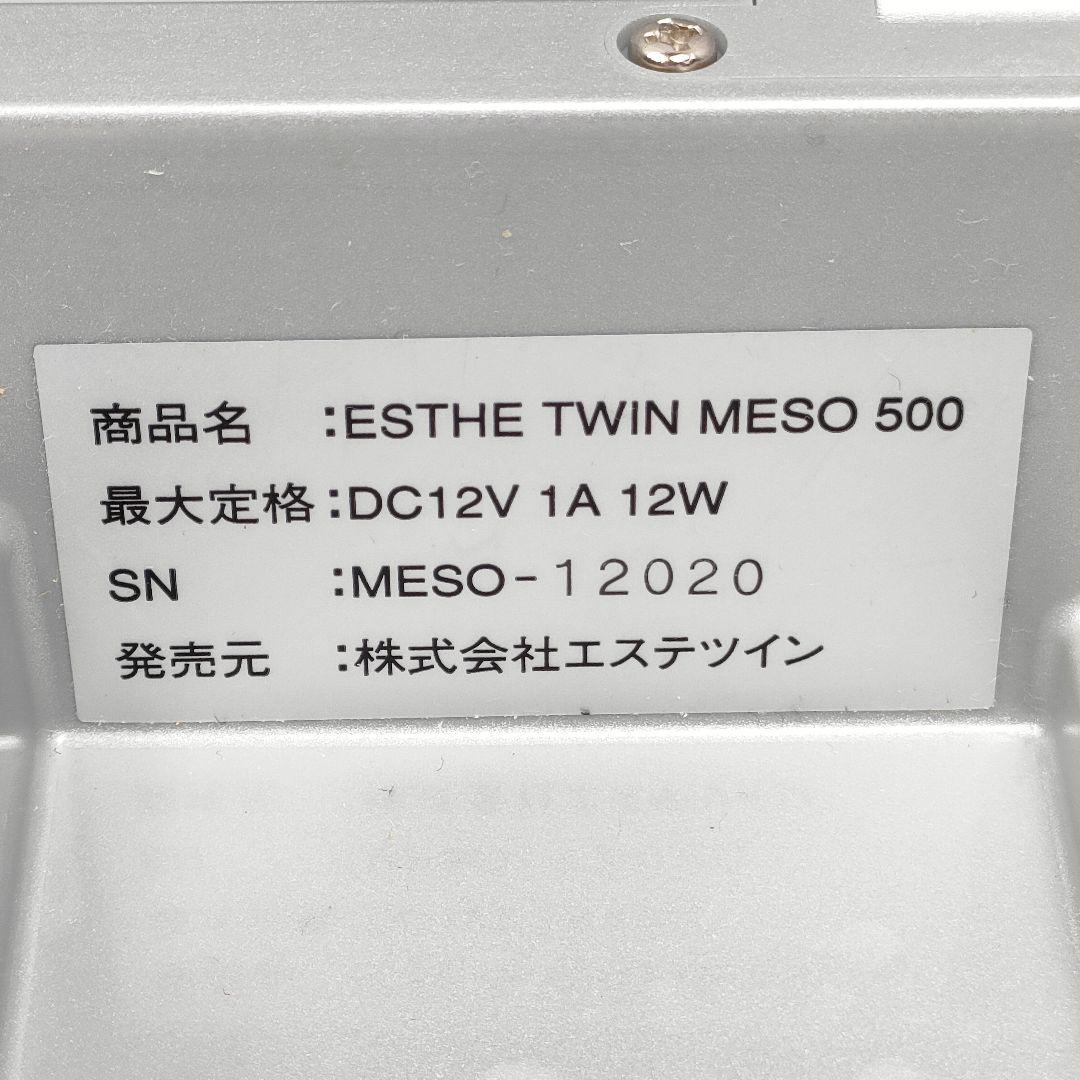 商品名 :ESTHE TWIN MESO 500
最大定格:DC12V 1A 12W
SN :MESO-12020
発売元 :株式会社エステツイン